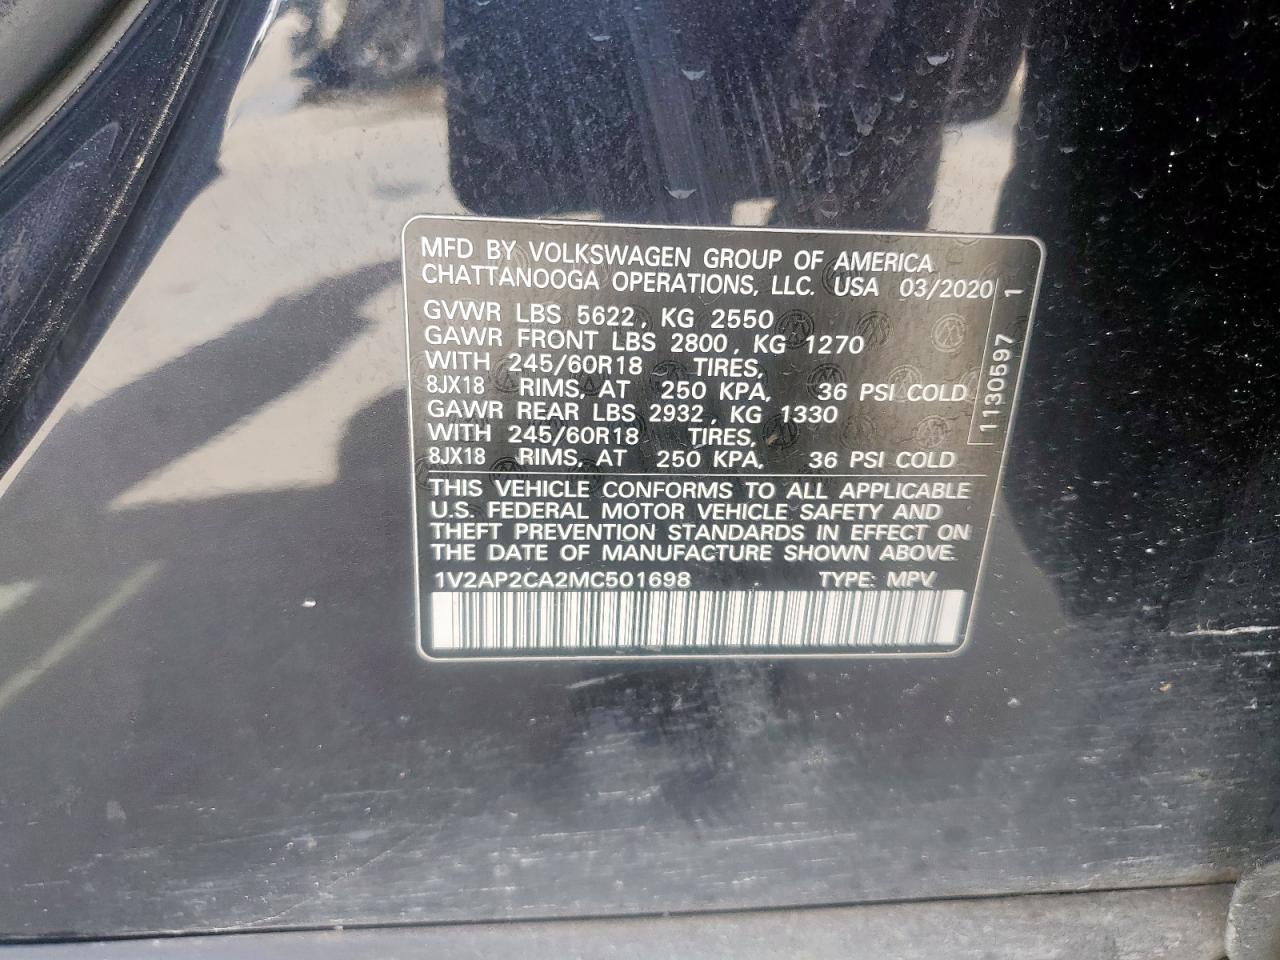 MFD BY VOLKSWAGEN GROUP OF AMERICA
CHATTANOOGA OPERATIONS, LLC. USA 03/2020
GVWR LBS 5622, KG 2550
GAWR FRONT LBS 2800, KG 1270
WITH 245/60R18 TIRES,
8JX18 RIMS, AT 250 KPA, 36 PSI COLD
GAWR REAR LBS 2932, KG 1330
WITH 245/60R18 TIRES,
8JX18 RIMS, AT 250 KPA, 36 PSI COLD
1130597 1
THIS VEHICLE CONFORMS TO ALL APPLICABLE
U.S. FEDERAL MOTOR VEHICLE SAFETY AND
THEFT PREVENTION STANDARDS IN EFFECT ON
THE DATE OF MANUFACTURE SHOWN ABOVE.
1V2AP2CA2MC501698 TYPE: MPV